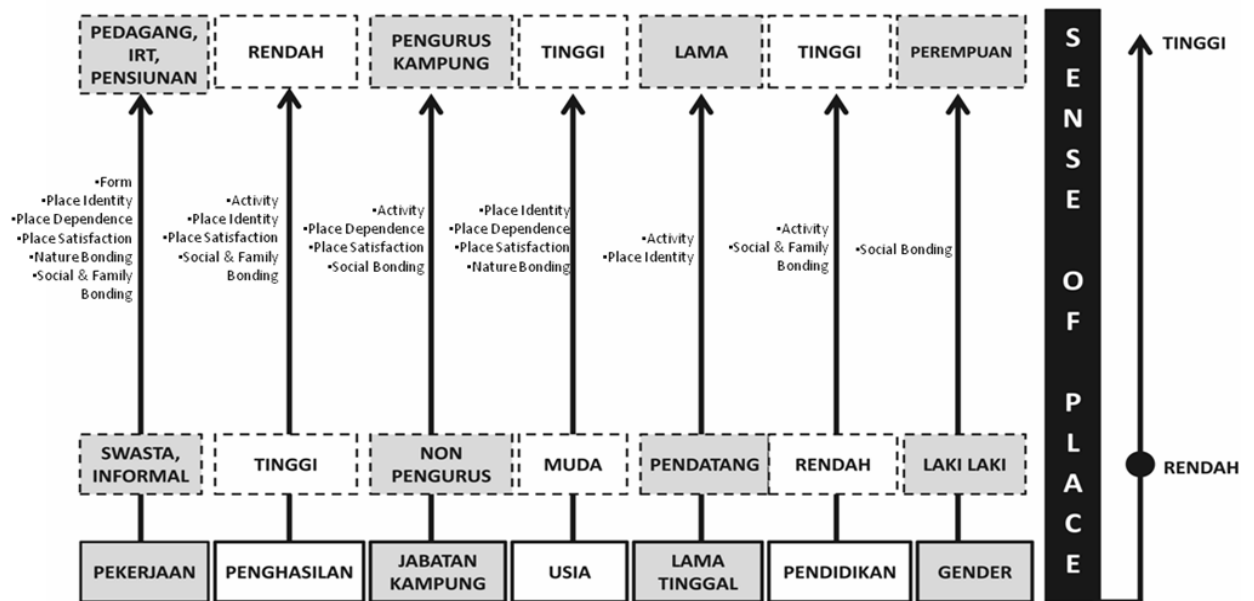 PEDAGANG,
IRT,
PENSIUNAN
RENDAH
PENGURUS
KAMPUNG
TINGGI
LAMA
TINGGI
PEREMPUAN
▪Form
▪Place Identity
▪Place Dependence
▪Place Satisfaction
▪Nature Bonding
▪Social & Family
Bonding
▪Activity
▪Place Identity
▪Place Satisfaction
▪Social & Family
Bonding
▪Activity
▪Place Dependence
▪Place Satisfaction
▪Social Bonding
▪Place Identity
▪Place Dependence
▪Place Satisfaction
▪Nature Bonding
▪Activity
▪Place Identity
▪Activity
▪Social & Family
Bonding
▪Social Bonding
SWASTA,
INFORMAL
TINGGI
NON
PENGURUS
MUDA
PENDATANG
RENDAH
LAKI LAKI
PEKERJAAN
PENGHASILAN
JABATAN
KAMPUNG
USIA
LAMA
TINGGAL
PENDIDIKAN
GENDER
SENSE OF PLACE
TINGGI
RENDAH